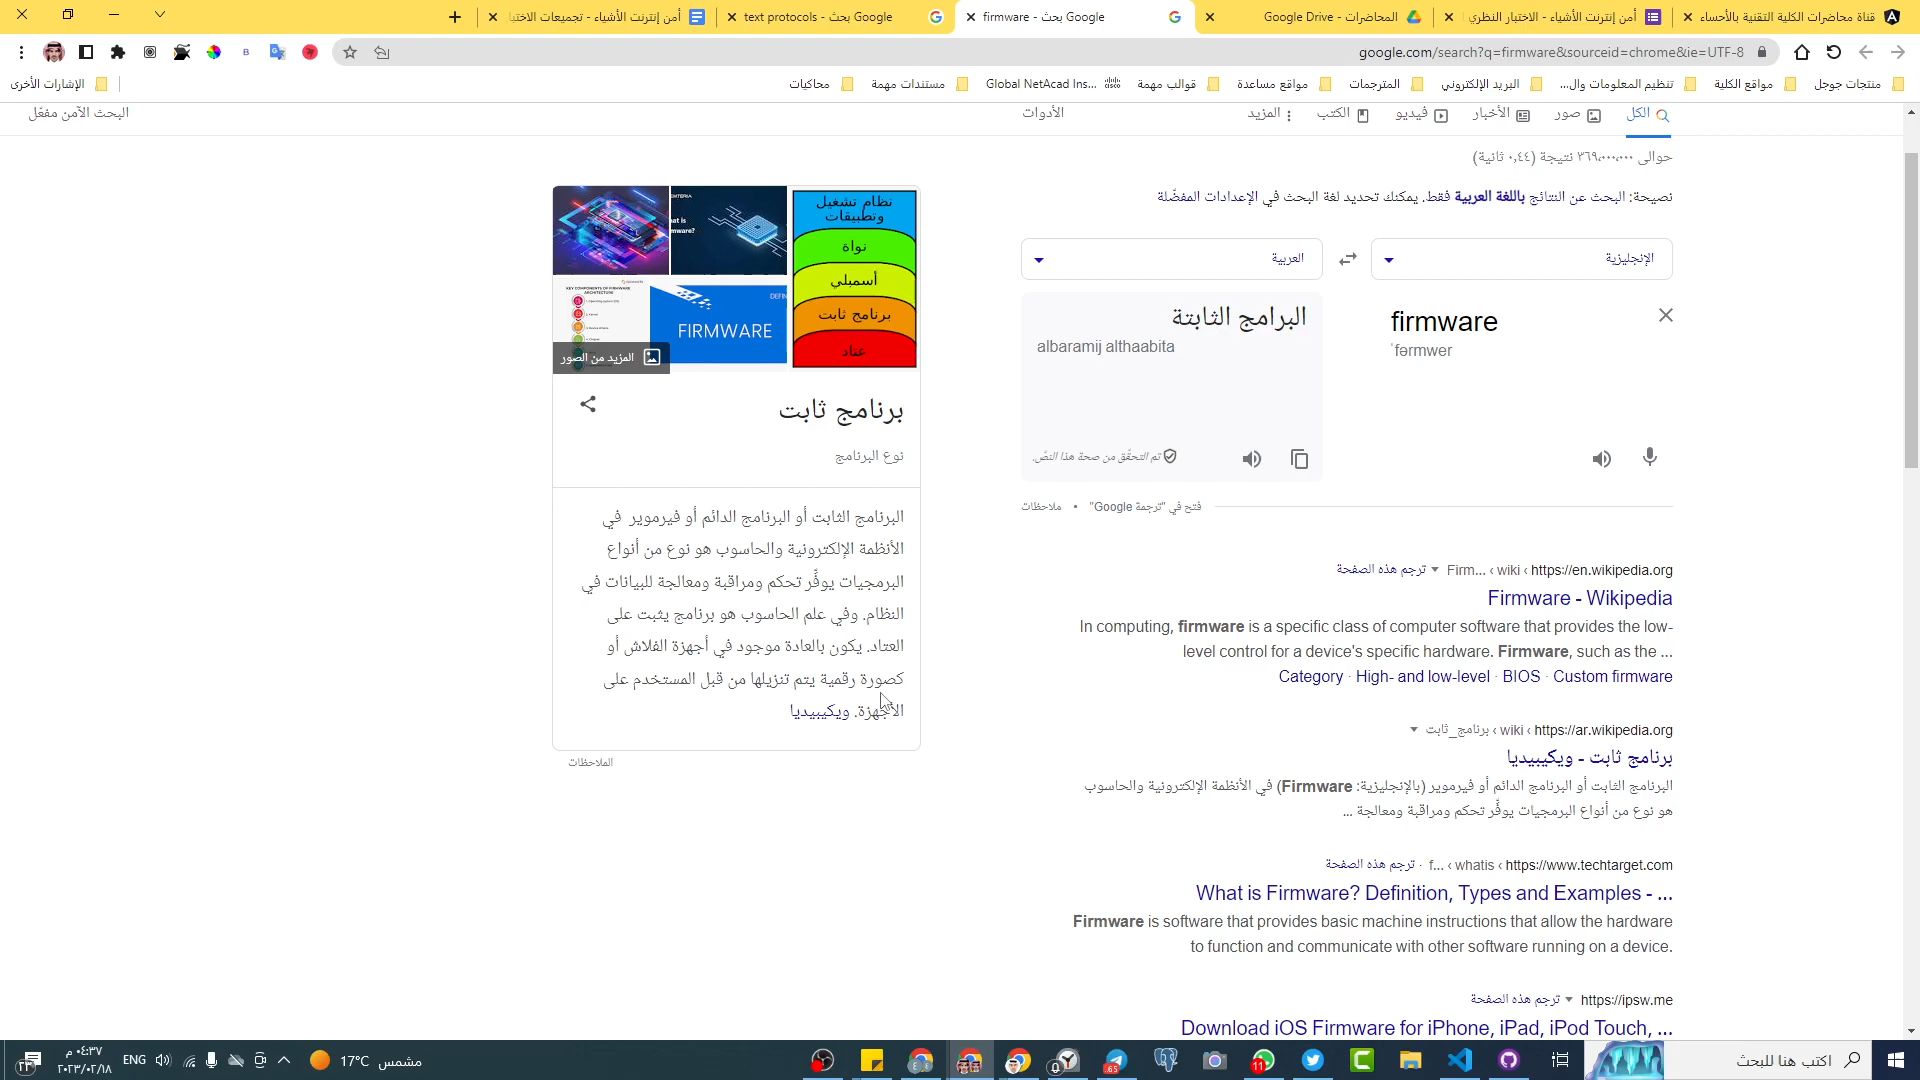 قناة محاضرات الكلية التقنية بالأحساء
أمن إنترنت الأشياء - الاختبار النظري
المحاضرات - Google Drive
firmware - بحث Google
text protocols - بحث Google
أمن إنترنت الأشياء - تجميعات الاختبا
google.com/search?q=firmware&sourceid=chrome&ie=UTF-8
منتجات جوجل
مواقع الكلية
تنظيم المعلومات وال...
البريد الإلكتروني
المترجمات
مواقع مساعدة
قوالب مهمة
Global NetAcad Ins...
مستندات مهمة
محاكيات
الإشارات الأخرى
الكل
صور
الأخبار
فيديو
الكتب
المزيد
الأدوات
البحث الآمن مفعّل
حوالى ٣٦٩,٠٠٠,٠٠٠ نتيجة (٠,٤٤ ثانية)
نصيحة: البحث عن النتائج باللغة العربية فقط. يمكنك تحديد لغة البحث في الإعدادات المفضّلة
الإنجليزية
العربية
firmware
ˈfərmwer
البرامج الثابتة
albaramij althaabita
تم التحقّق من صحة هذا النصّ.
فتح في "ترجمة Google" • ملاحظات
https://en.wikipedia.org › wiki › Firm... ترجم هذه الصفحة
Firmware - Wikipedia
In computing, firmware is a specific class of computer software that provides the low-
level control for a device's specific hardware. Firmware, such as the ...
Category · High- and low-level · BIOS · Custom firmware
https://ar.wikipedia.org › wiki › برنامج_ثابت
برنامج ثابت - ويكيبيديا
البرنامج الثابت أو البرنامج الدائم أو فيرموير (بالإنجليزية: Firmware) في الأنظمة الإلكترونية والحاسوب
هو نوع من أنواع البرمجيات يوفِّر تحكم ومراقبة ومعالجة ...
https://www.techtarget.com › whatis › f... · ترجم هذه الصفحة
What is Firmware? Definition, Types and Examples - ...
Firmware is software that provides basic machine instructions that allow the hardware
to function and communicate with other software running on a device.
https://ipsw.me ترجم هذه الصفحة
Download iOS Firmware for iPhone, iPad, iPod Touch, ...
نظام تشغيل
وتطبيقات
نواة
أسمبلي
برنامج ثابت
عتاد
FIRMWARE
المزيد من الصور
برنامج ثابت
نوع البرنامج
البرنامج الثابت أو البرنامج الدائم أو فيرموير في
الأنظمة الإلكترونية والحاسوب هو نوع من أنواع
البرمجيات يوفِّر تحكم ومراقبة ومعالجة للبيانات في
النظام. وفي علم الحاسوب هو برنامج يثبت على
العتاد. يكون بالعادة موجود في أجهزة الفلاش أو
كصورة رقمية يتم تنزيلها من قبل المستخدم على
الأجهزة. ويكيبيديا
الملاحظات
اكتب هنا للبحث
17°C مشمس
ENG
٠٤:٣٧ م
٢٠٢٣/٠٢/١٨